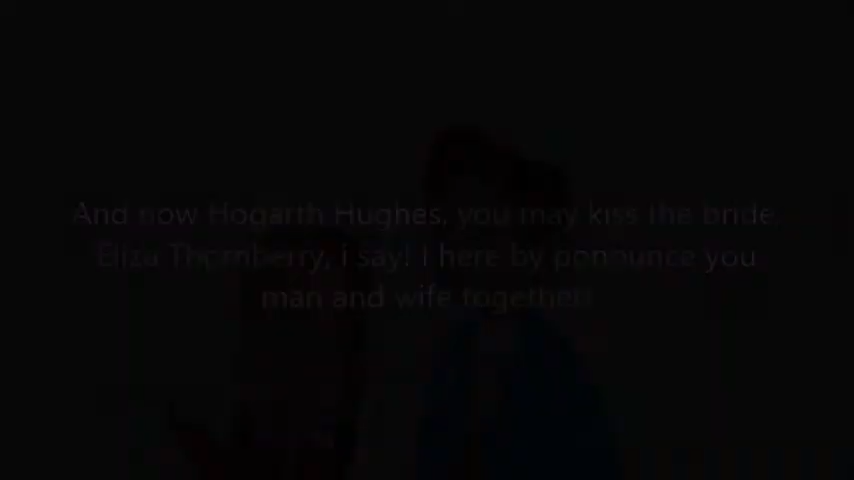 And now Hogarth Hughes, you may kiss the bride,
Eliza Thornberry, i say! I here by ponounce you
man and wife together!